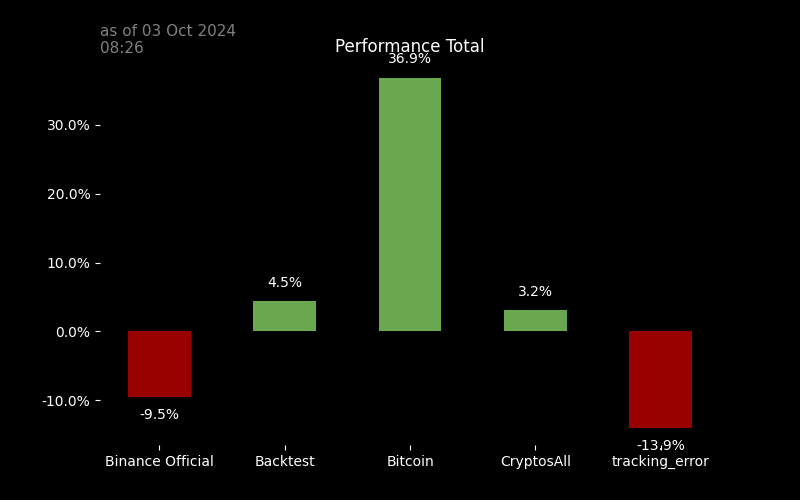 as of 03 Oct 2024
08:26
Performance Total
36.9%
30.0%
20.0%
10.0%
0.0%
-10.0%
4.5%
3.2%
-9.5%
-13.9%
Binance Official
Backtest
Bitcoin
CryptosAll
tracking_error